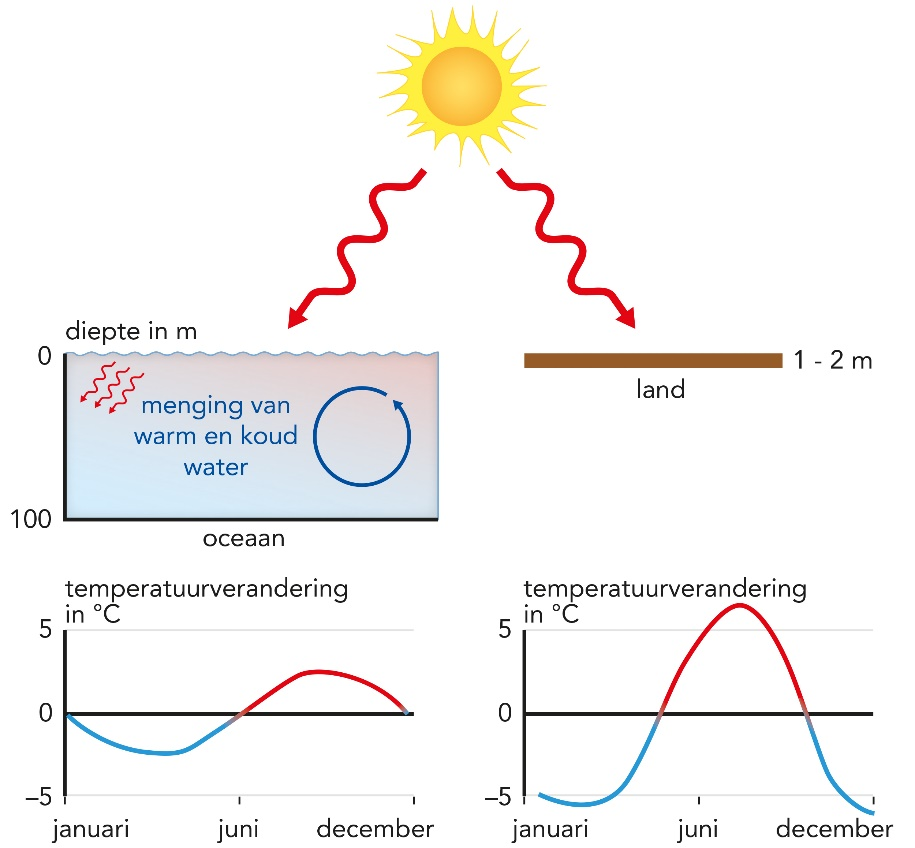 diepte in m
0
menging van
warm en koud
water
100
oceaan
1 - 2 m
land
temperatuurverandering
in °C
5
0
–5
januari
juni
december
temperatuurverandering
in °C
5
0
–5
januari
juni
december